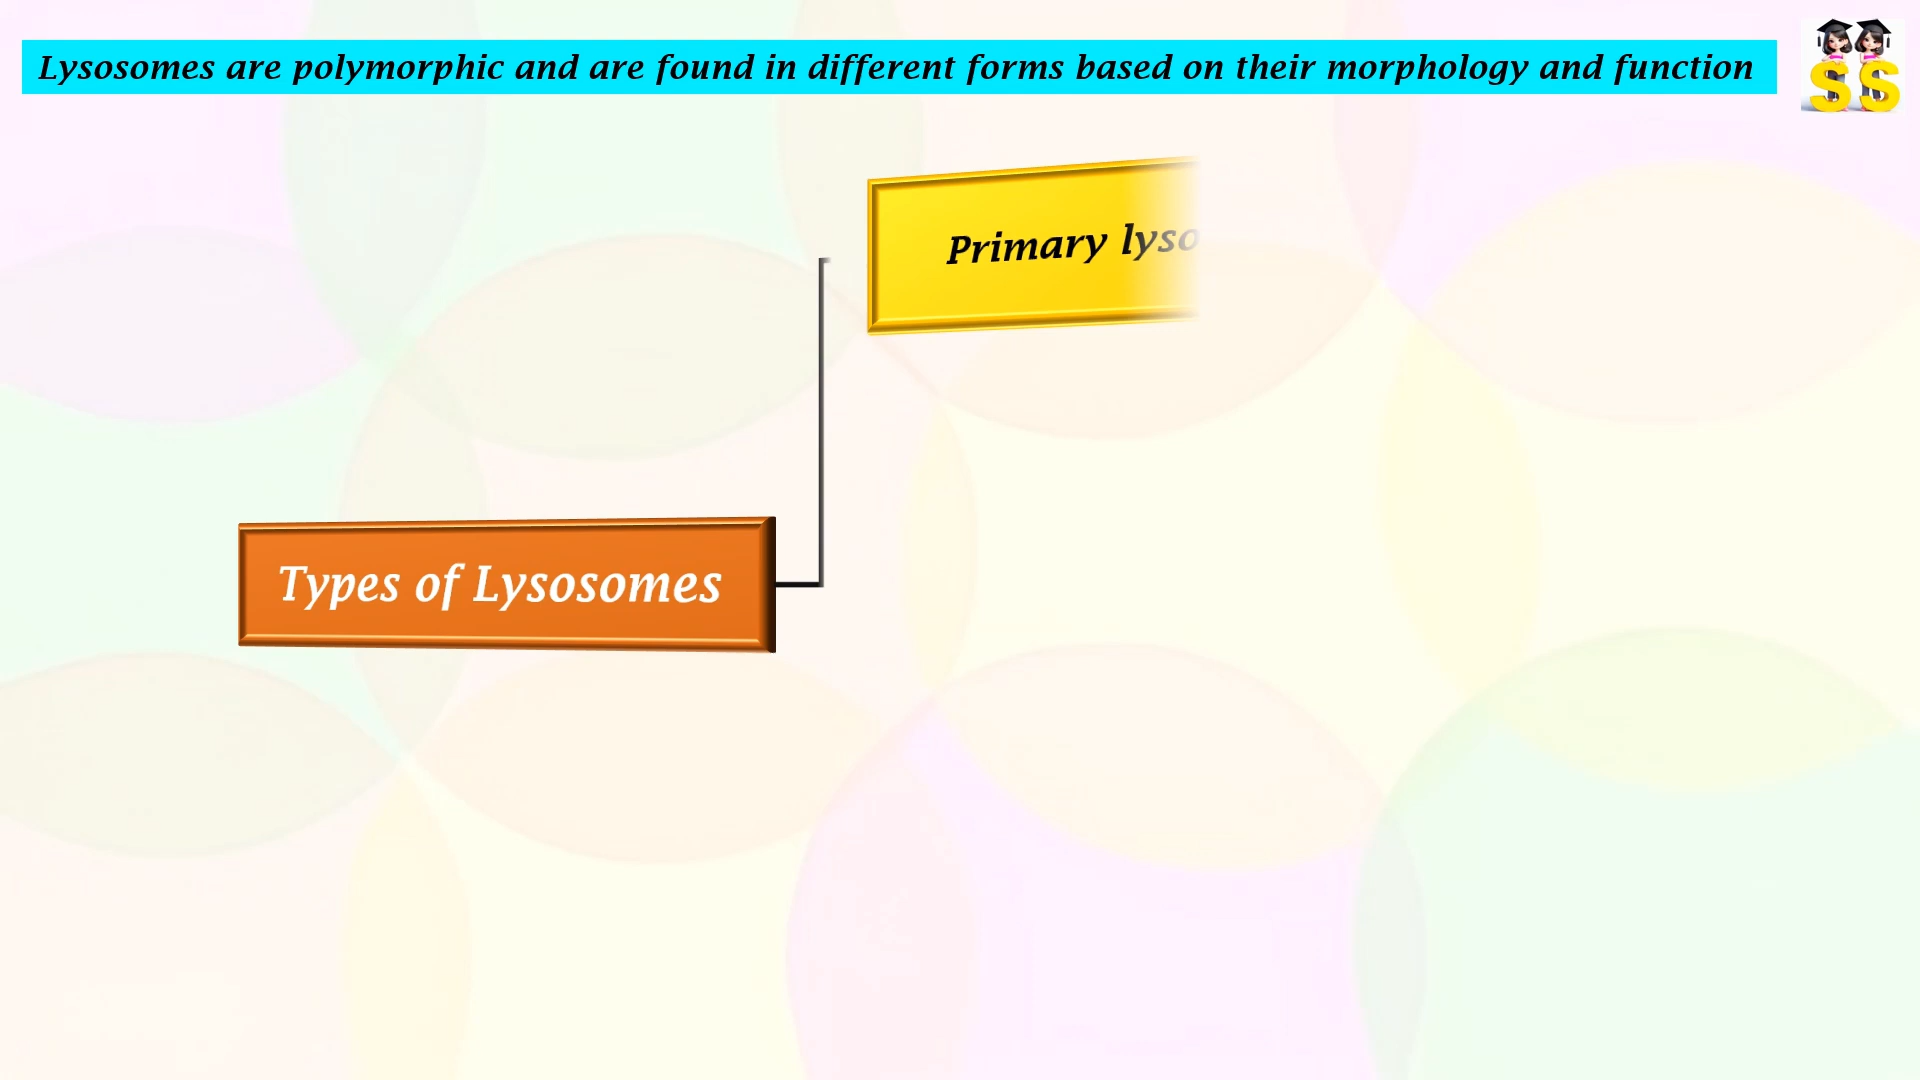 Lysosomes are polymorphic and are found in different forms based on their morphology and function
SS
Primary lyso
Types of Lysosomes